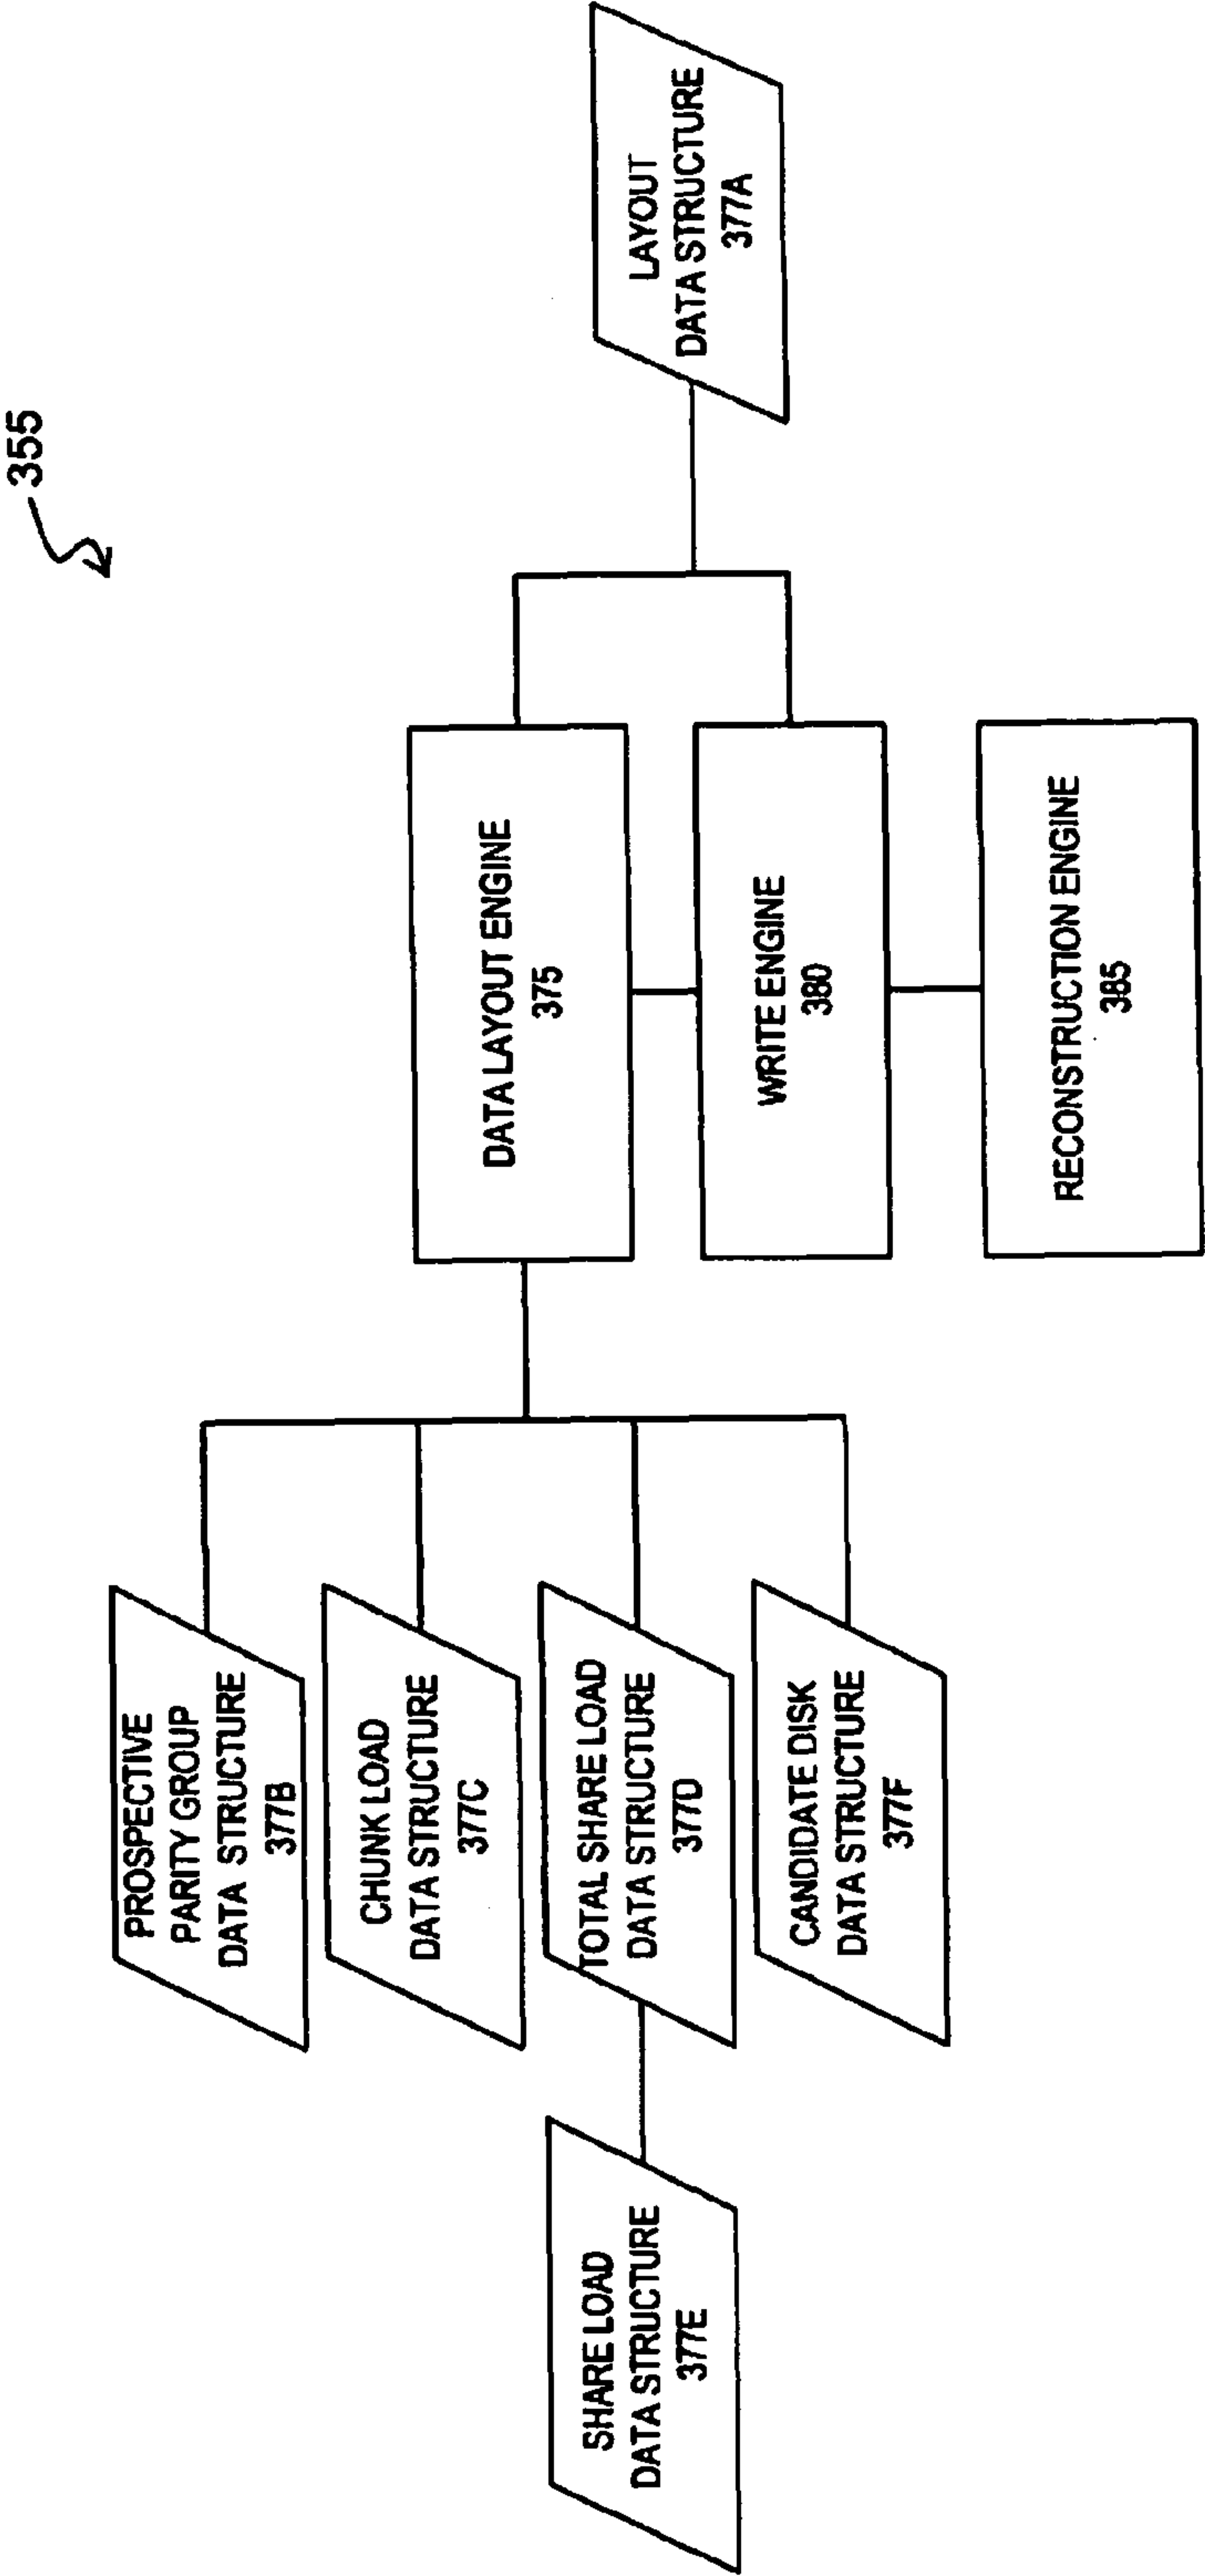 355
PROSPECTIVE
PARITY GROUP
DATA STRUCTURE
377B
CHUNK LOAD
DATA STRUCTURE
377C
SHARE LOAD
DATA STRUCTURE
377E
TOTAL SHARE LOAD
DATA STRUCTURE
377D
CANDIDATE DISK
DATA STRUCTURE
377F
DATA LAYOUT ENGINE
375
WRITE ENGINE
380
RECONSTRUCTION ENGINE
385
LAYOUT
DATA STRUCTURE
377A